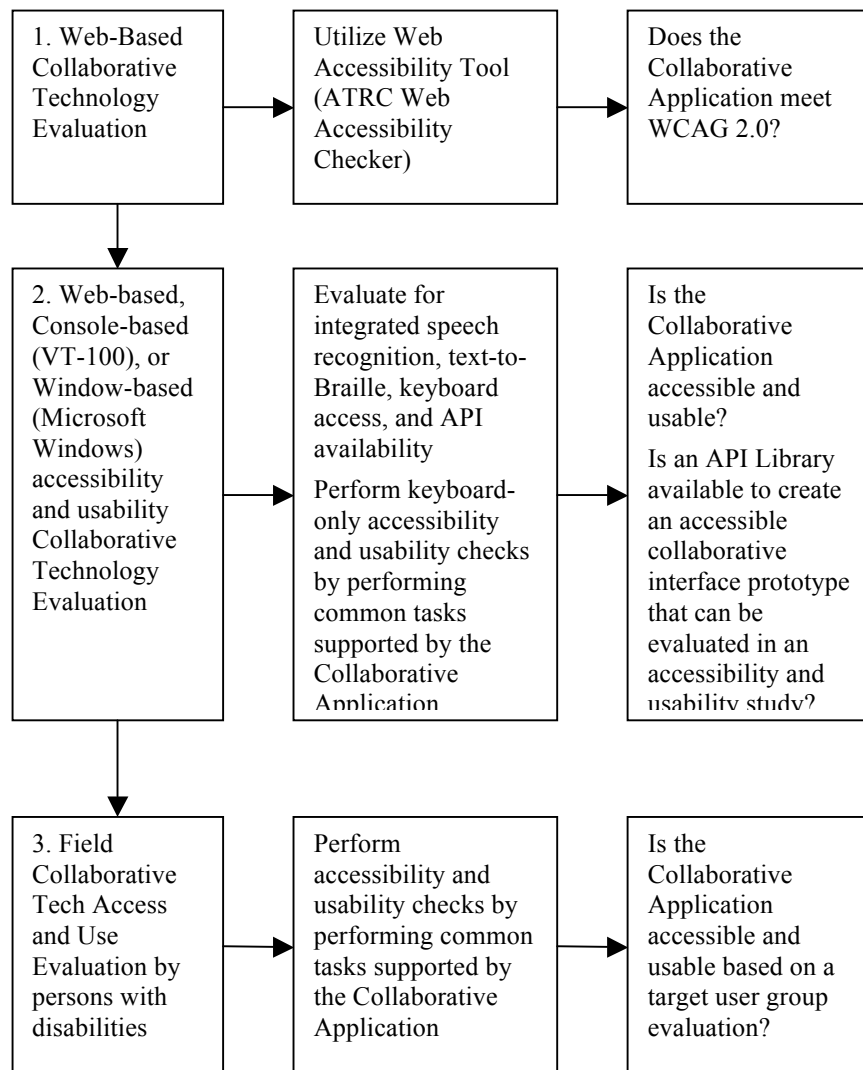 1. Web-Based
Collaborative
Technology
Evaluation
Utilize Web
Accessibility Tool
(ATRC Web
Accessibility
Checker)
Does the
Collaborative
Application meet
WCAG 2.0?
2. Web-based,
Console-based
(VT-100), or
Window-based
(Microsoft
Windows)
accessibility
and usability
Collaborative
Technology
Evaluation
Evaluate for
integrated speech
recognition, text-to-
Braille, keyboard
access, and API
availability
Perform keyboard-
only accessibility
and usability checks
by performing
common tasks
supported by the
Collaborative
Application
Is the
Collaborative
Application
accessible and
usable?
Is an API Library
available to create
an accessible
collaborative
interface prototype
that can be
evaluated in an
accessibility and
usability study?
3. Field
Collaborative
Tech Access
and Use
Evaluation by
persons with
disabilities
Perform
accessibility and
usability checks by
performing common
tasks supported by
the Collaborative
Application
Is the
Collaborative
Application
accessible and
usable based on a
target user group
evaluation?